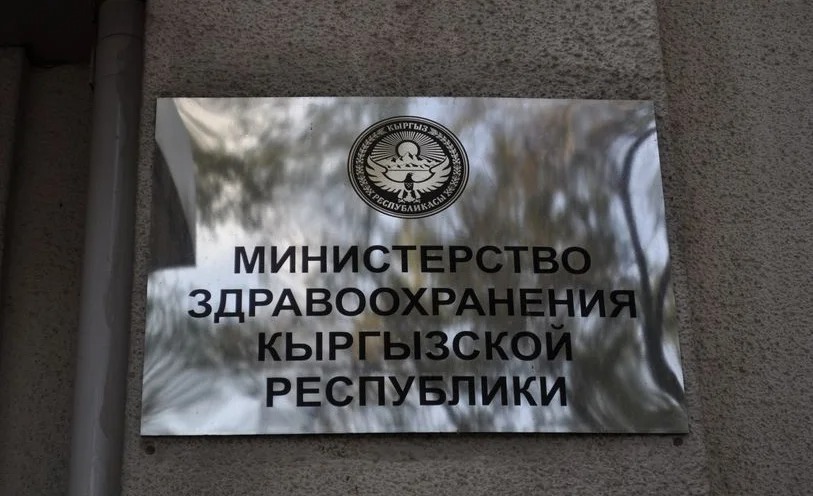 КЫРГЫЗ
РЕСПУБЛИКАСЫ
МИНИСТЕРСТВО
ЗДРАВООХРАНЕНИЯ
КЫРГЫЗСКОЙ
РЕСПУБЛИКИ